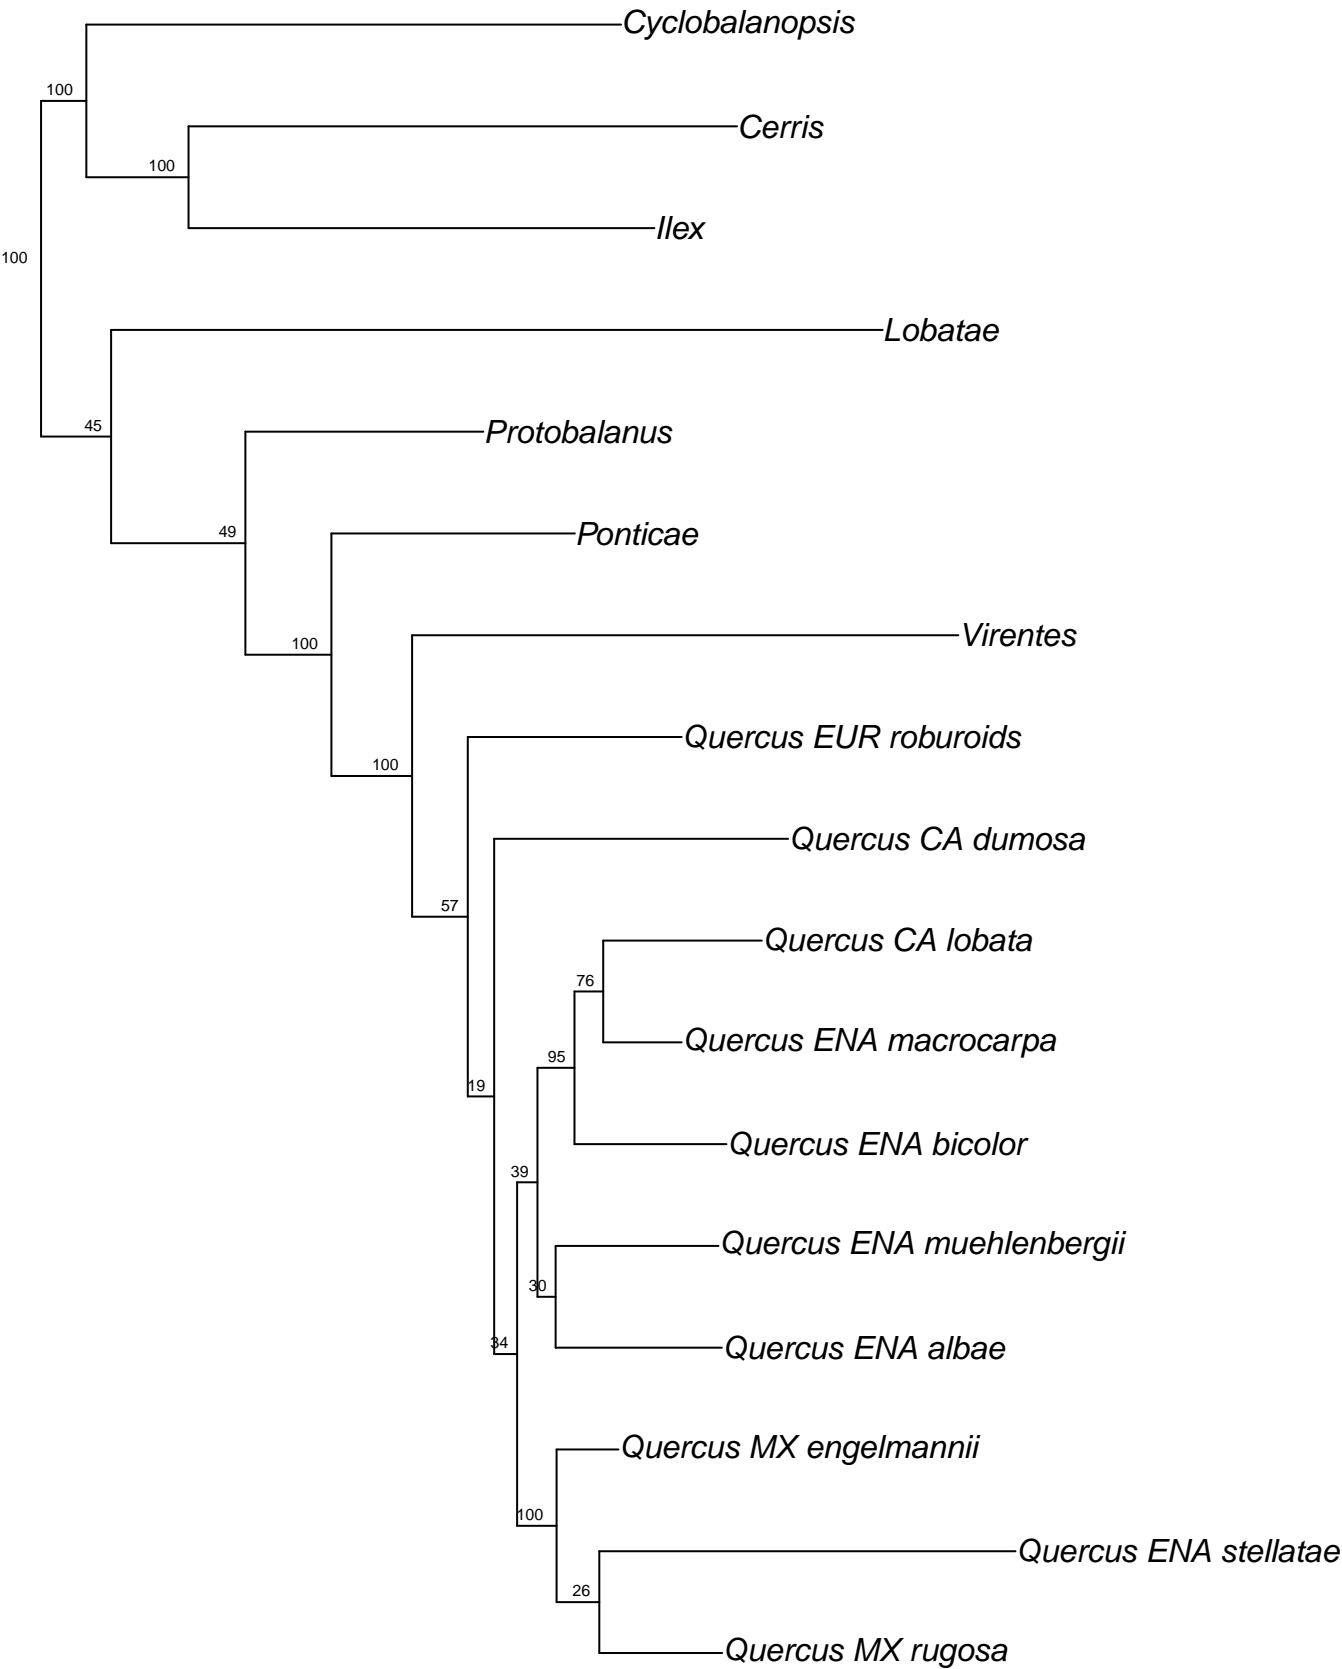 Cyclobalanopsis
100
Cerris
100
Ilex
100
Lobatae
45
Protobalanus
49
Ponticae
100
Virentes
Quercus EUR roburoids
100
Quercus CA dumosa
57
Quercus CA lobata
76
Quercus ENA macrocarpa
95
19
Quercus ENA bicolor
39
Quercus ENA muehlenbergii
30
34
Quercus ENA albae
Quercus MX engelmannii
100
Quercus ENA stellatae
26
Quercus MX rugosa